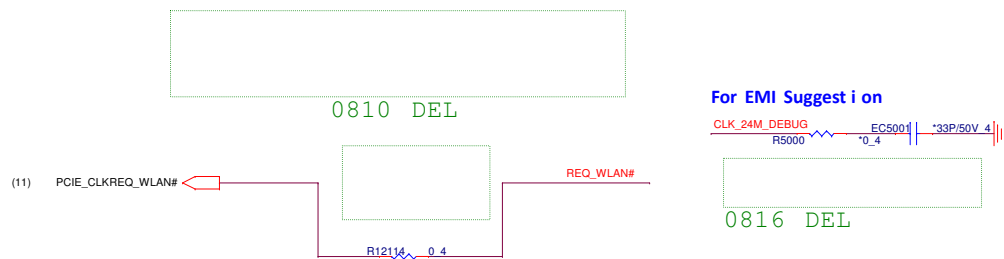 0810 DEL
For EMI Suggest i on
CLK_24M_DEBUG
EC5001
*33P/50V_4
R5000
*0_4
(11)
PCIE_CLKREQ_WLAN#
REQ_WLAN#
0816 DEL
R12114
0_4